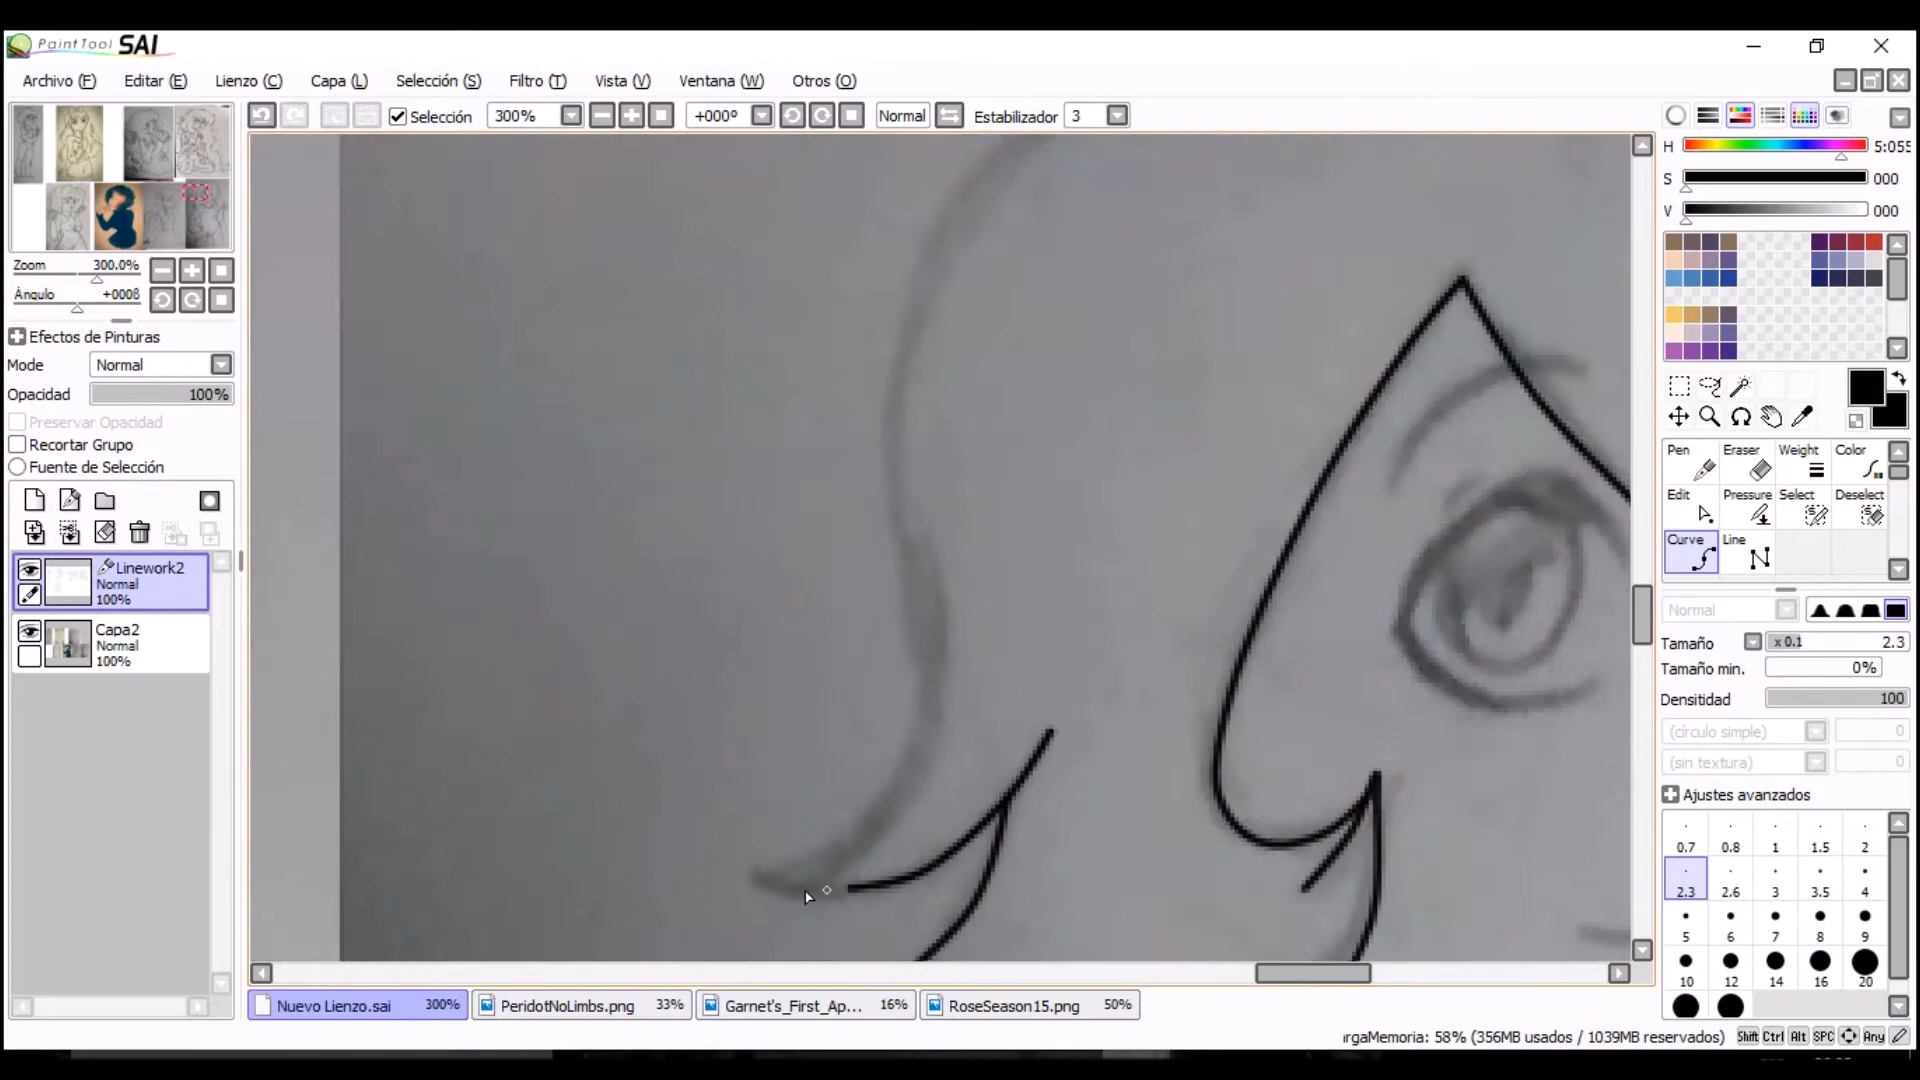 PaintTool SAI
Archivo (F) Editar (E) Lienzo (C) Capa (L) Selección (S) Filtro (T) Vista (V) Ventana (W) Otros (O)
Selección 300% +000º Normal Estabilizador 3
Zoom 300.0%
Ángulo +000ß
Efectos de Pinturas
Mode Normal
Opacidad 100%
Preservar Opacidad
Recortar Grupo
Fuente de Selección
Linework2
Normal
100%
Capa2
Normal
100%
H 5:055
S 000
V 000
Pen Eraser Weight Color
Edit Pressure Select Deselect
Curve Line
Normal
Tamaño x 0.1 2.3
Tamaño min. 0%
Densitidad 100
(círculo simple) 0
(sin textura) 0
Ajustes avanzados
0.7 0.8 1 1.5 2
2.3 2.6 3 3.5 4
5 6 7 8 9
10 12 14 16 20
Nuevo Lienzo.sai 300% PeridotNoLimbs.png 33% Garnet's_First_Ap... 16% RoseSeason15.png 50%
rgaMemoria: 58% (356MB usados / 1039MB reservados) Shift Ctrl Alt SPC Any